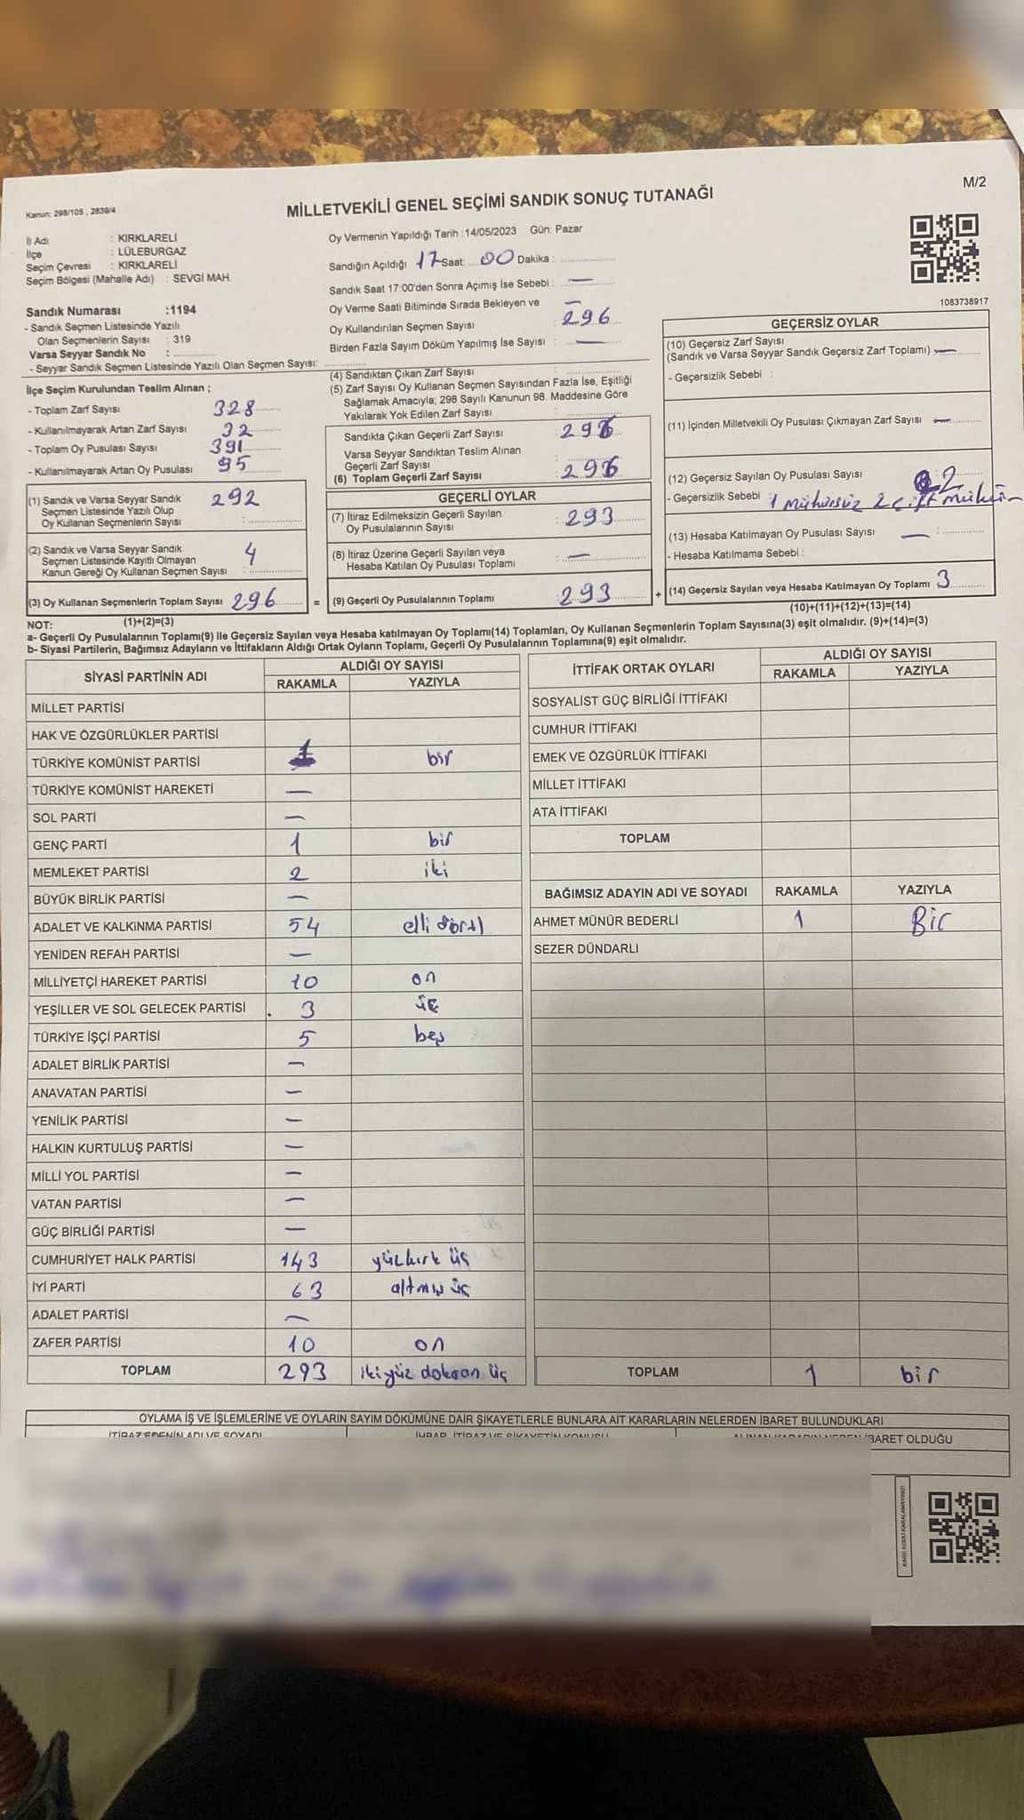 M/2
Kanun: 298/105 , 2839/4
MİLLETVEKİLİ GENEL SEÇİMİ SANDIK SONUÇ TUTANAĞI
İl Adı : KIRKLARELİ
İlçe : LÜLEBURGAZ
Seçim Çevresi : KIRKLARELİ
Seçim Bölgesi (Mahalle Adı) : SEVGİ MAH.
Sandık Numarası :1194
- Sandık Seçmen Listesinde Yazılı
Olan Seçmenlerin Sayısı : 319
Varsa Seyyar Sandık No :
- Seyyar Sandık Seçmen Listesinde Yazılı Olan Seçmen Sayısı:
Oy Vermenin Yapıldığı Tarih :14/05/2023 Gün: Pazar
Sandığın Açıldığı 17 Saat: 00 Dakika :
Sandık Saat 17:00'den Sonra Açımış İse Sebebi : —
Oy Verme Saati Bitiminde Sırada Bekleyen ve —
Oy Kullandırılan Seçmen Sayısı : 296
Birden Fazla Sayım Döküm Yapılmış İse Sayısı : —
1083738917
İlçe Seçim Kurulundan Teslim Alınan ;
- Toplam Zarf Sayısı 328
- Kullanılmayarak Artan Zarf Sayısı 32
- Toplam Oy Pusulası Sayısı 391
- Kullanılmayarak Artan Oy Pusulası 95
(1) Sandık ve Varsa Seyyar Sandık 292
Seçmen Listesinde Yazılı Olup
Oy Kullanan Seçmenlerin Sayısı :
(2) Sandık ve Varsa Seyyar Sandık
Seçmen Listesinde Kayıtlı Olmayan 4
Kanun Gereği Oy Kullanan Seçmen Sayısı :
(3) Oy Kullanan Seçmenlerin Toplam Sayısı 296
(1)+(2)=(3)
(4) Sandıktan Çıkan Zarf Sayısı :
(5) Zarf Sayısı Oy Kullanan Seçmen Sayısından Fazla İse, Eşitliği
Sağlamak Amacıyla; 298 Sayılı Kanunun 98. Maddesine Göre
Yakılarak Yok Edilen Zarf Sayısı :
Sandıkta Çıkan Geçerli Zarf Sayısı : 296
Varsa Seyyar Sandıktan Teslim Alınan
Geçerli Zarf Sayısı :
(6) Toplam Geçerli Zarf Sayısı : 296
GEÇERLİ OYLAR
(7) İtiraz Edilmeksizin Geçerli Sayılan
Oy Pusulalarının Sayısı : 293
(8) İtiraz Üzerine Geçerli Sayılan veya
Hesaba Katılan Oy Pusulası Toplamı : —
= (9) Geçerli Oy Pusulalarının Toplamı : 293
GEÇERSİZ OYLAR
(10) Geçersiz Zarf Sayısı
(Sandık ve Varsa Seyyar Sandık Geçersiz Zarf Toplamı) —
- Geçersizlik Sebebi :
(11) İçinden Milletvekili Oy Pusulası Çıkmayan Zarf Sayısı —
(12) Geçersiz Sayılan Oy Pusulası Sayısı : 2
- Geçersizlik Sebebi : 1 mühürsüz 2 çift mühür
(13) Hesaba Katılmayan Oy Pusulası Sayısı : —
- Hesaba Katılmama Sebebi :
+ (14) Geçersiz Sayılan veya Hesaba Katılmayan Oy Toplamı 3
(10)+(11)+(12)+(13)=(14)
NOT:
a- Geçerli Oy Pusulalarının Toplamı(9) ile Geçersiz Sayılan veya Hesaba katılmayan Oy Toplamı(14) Toplamları, Oy Kullanan Seçmenlerin Toplam Sayısına(3) eşit olmalıdır. (9)+(14)=(3)
b- Siyasi Partilerin, Bağımsız Adayların ve İttifakların Aldığı Ortak Oyların Toplamı, Geçerli Oy Pusulalarının Toplamına(9) eşit olmalıdır.
SİYASİ PARTİNİN ADI ALDIĞI OY SAYISI
RAKAMLA YAZIYLA
MİLLET PARTİSİ
HAK VE ÖZGÜRLÜKLER PARTİSİ
TÜRKİYE KOMÜNİST PARTİSİ 1 bir
TÜRKİYE KOMÜNİST HAREKETİ —
SOL PARTİ —
GENÇ PARTİ 1 bir
MEMLEKET PARTİSİ 2 iki
BÜYÜK BİRLİK PARTİSİ —
ADALET VE KALKINMA PARTİSİ 54 elli dört
YENİDEN REFAH PARTİSİ —
MİLLİYETÇİ HAREKET PARTİSİ 10 on
YEŞİLLER VE SOL GELECEK PARTİSİ 3 üç
TÜRKİYE İŞÇİ PARTİSİ 5 beş
ADALET BİRLİK PARTİSİ —
ANAVATAN PARTİSİ —
YENİLİK PARTİSİ —
HALKIN KURTULUŞ PARTİSİ —
MİLLİ YOL PARTİSİ —
VATAN PARTİSİ —
GÜÇ BİRLİĞİ PARTİSİ —
CUMHURİYET HALK PARTİSİ 143 yüzkırk üç
İYİ PARTİ 63 altmış üç
ADALET PARTİSİ —
ZAFER PARTİSİ 10 on
TOPLAM 293 ikiyüz doksan üç
İTTİFAK ORTAK OYLARI ALDIĞI OY SAYISI
RAKAMLA YAZIYLA
SOSYALİST GÜÇ BİRLİĞİ İTTİFAKI
CUMHUR İTTİFAKI
EMEK VE ÖZGÜRLÜK İTTİFAKI
MİLLET İTTİFAKI
ATA İTTİFAKI
TOPLAM
BAĞIMSIZ ADAYIN ADI VE SOYADI RAKAMLA YAZIYLA
AHMET MÜNÜR BEDERLİ 1 Bir
SEZER DÜNDARLI
TOPLAM 1 bir
OYLAMA İŞ VE İŞLEMLERİNE VE OYLARIN SAYIM DÖKÜMÜNE DAİR ŞİKAYETLERLE BUNLARA AİT KARARLARIN NELERDEN İBARET BULUNDUKLARI
İTİRAZ EDENİN ADI VE SOYADI
İBARET OLDUĞU